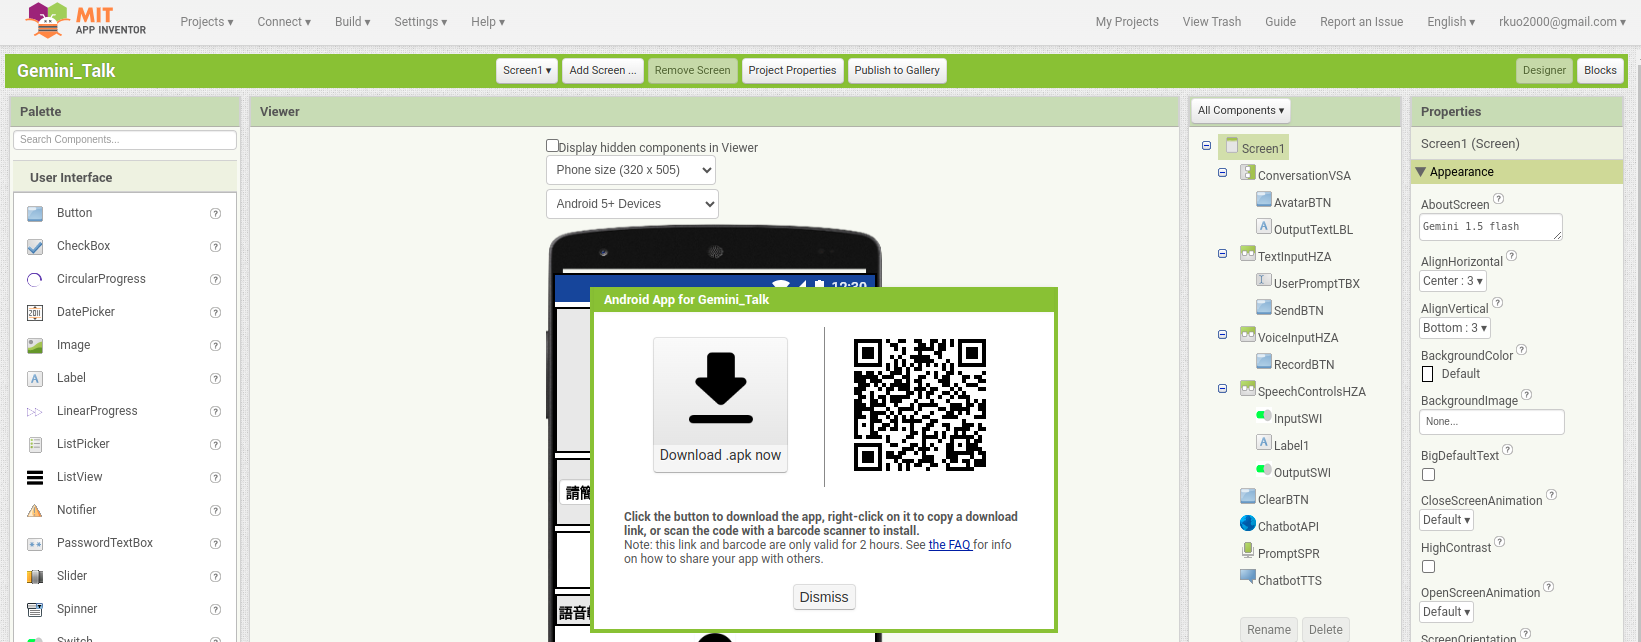 MIT
APP INVENTOR
Projects ▾ Connect ▾ Build ▾ Settings ▾ Help ▾ My Projects View Trash Guide Report an Issue English ▾ rkuo2000@gmail.com ▾
Gemini_Talk Screen1 ▾ Add Screen ... Remove Screen Project Properties Publish to Gallery Designer Blocks
Palette
Search Components...
User Interface
Button
CheckBox
CircularProgress
DatePicker
Image
Label
LinearProgress
ListPicker
ListView
Notifier
PasswordTextBox
Slider
Spinner
Switch
Viewer
Display hidden components in Viewer
Phone size (320 x 505)
Android 5+ Devices
12:30
Android App for Gemini_Talk
Download .apk now
Click the button to download the app, right-click on it to copy a download
link, or scan the code with a barcode scanner to install.
Note: this link and barcode are only valid for 2 hours. See the FAQ for info
on how to share your app with others.
Dismiss
請簡
語音
All Components ▾
Screen1
ConversationVSA
AvatarBTN
OutputTextLBL
TextInputHZA
UserPromptTBX
SendBTN
VoiceInputHZA
RecordBTN
SpeechControlsHZA
InputSWI
Label1
OutputSWI
ClearBTN
ChatbotAPI
PromptSPR
ChatbotTTS
Rename Delete
Properties
Screen1 (Screen)
Appearance
AboutScreen
Gemini 1.5 flash
AlignHorizontal
Center : 3 ▾
AlignVertical
Bottom : 3 ▾
BackgroundColor
Default
BackgroundImage
None...
BigDefaultText
CloseScreenAnimation
Default ▾
HighContrast
OpenScreenAnimation
Default ▾
ScreenOrientation